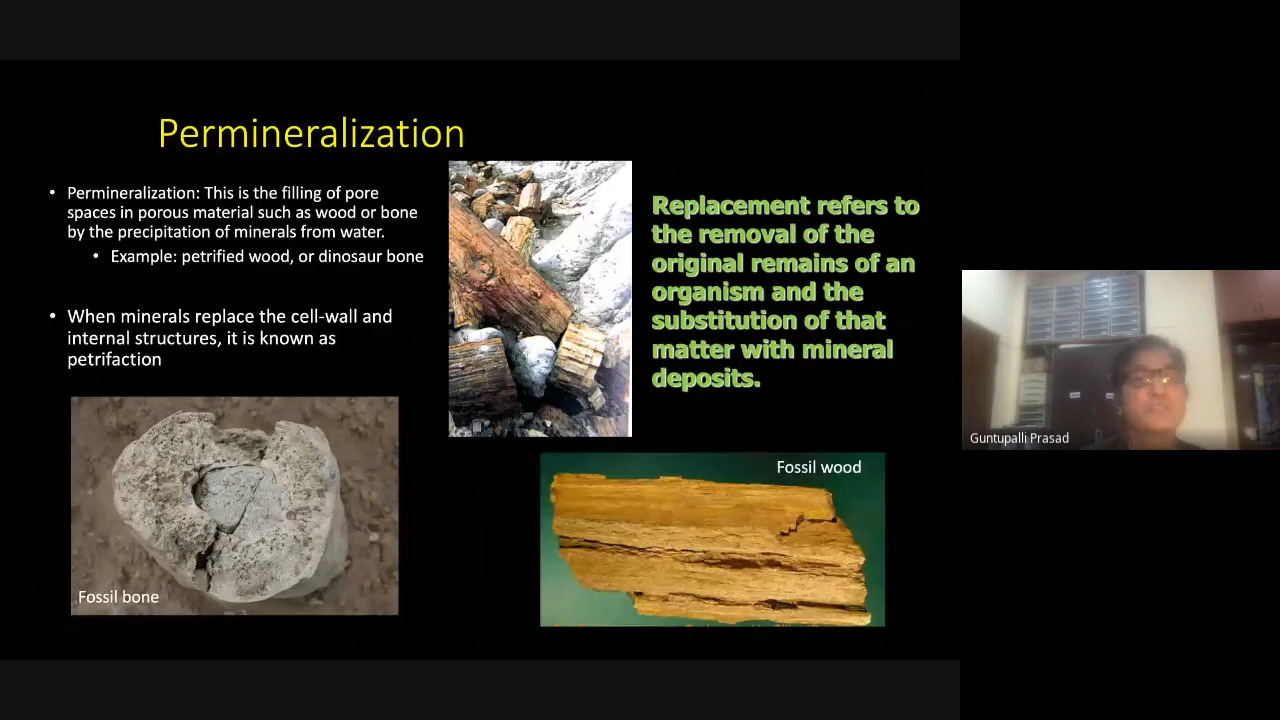 Permineralization
• Permineralization: This is the filling of pore
spaces in porous material such as wood or bone
by the precipitation of minerals from water.
• Example: petrified wood, or dinosaur bone
• When minerals replace the cell-wall and
internal structures, it is known as
petrifaction
Replacement refers to
the removal of the
original remains of an
organism and the
substitution of that
matter with mineral
deposits.
Fossil bone
Fossil wood
Guntupalli Prasad